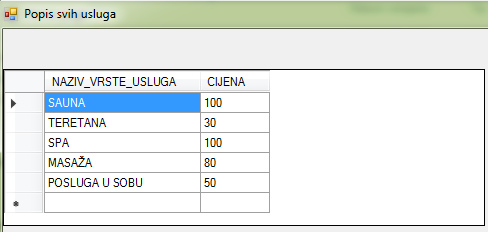 Popis svih usluga
NAZIV_VRSTE_USLUGA CIJENA
SAUNA 100
TERETANA 30
SPA 100
MASAŽA 80
POSLUGA U SOBU 50